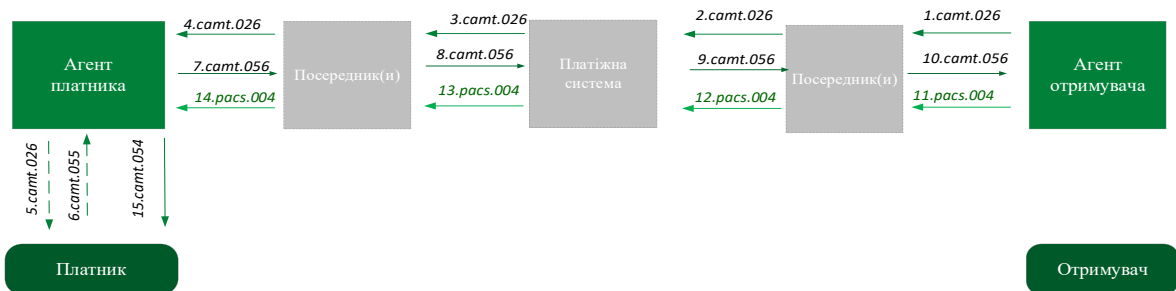 4.camt.026
3.camt.026
2.camt.026
1.camt.026
Агент
платника
7.camt.056
14.pacs.004
Посередник(и)
8.camt.056
13.pacs.004
Платіжна
система
9.camt.056
12.pacs.004
Посередник(и)
10.camt.056
11.pacs.004
Агент
отримувача
5.camt.026
6.camt.055
15.camt.054
Платник
Отримувач